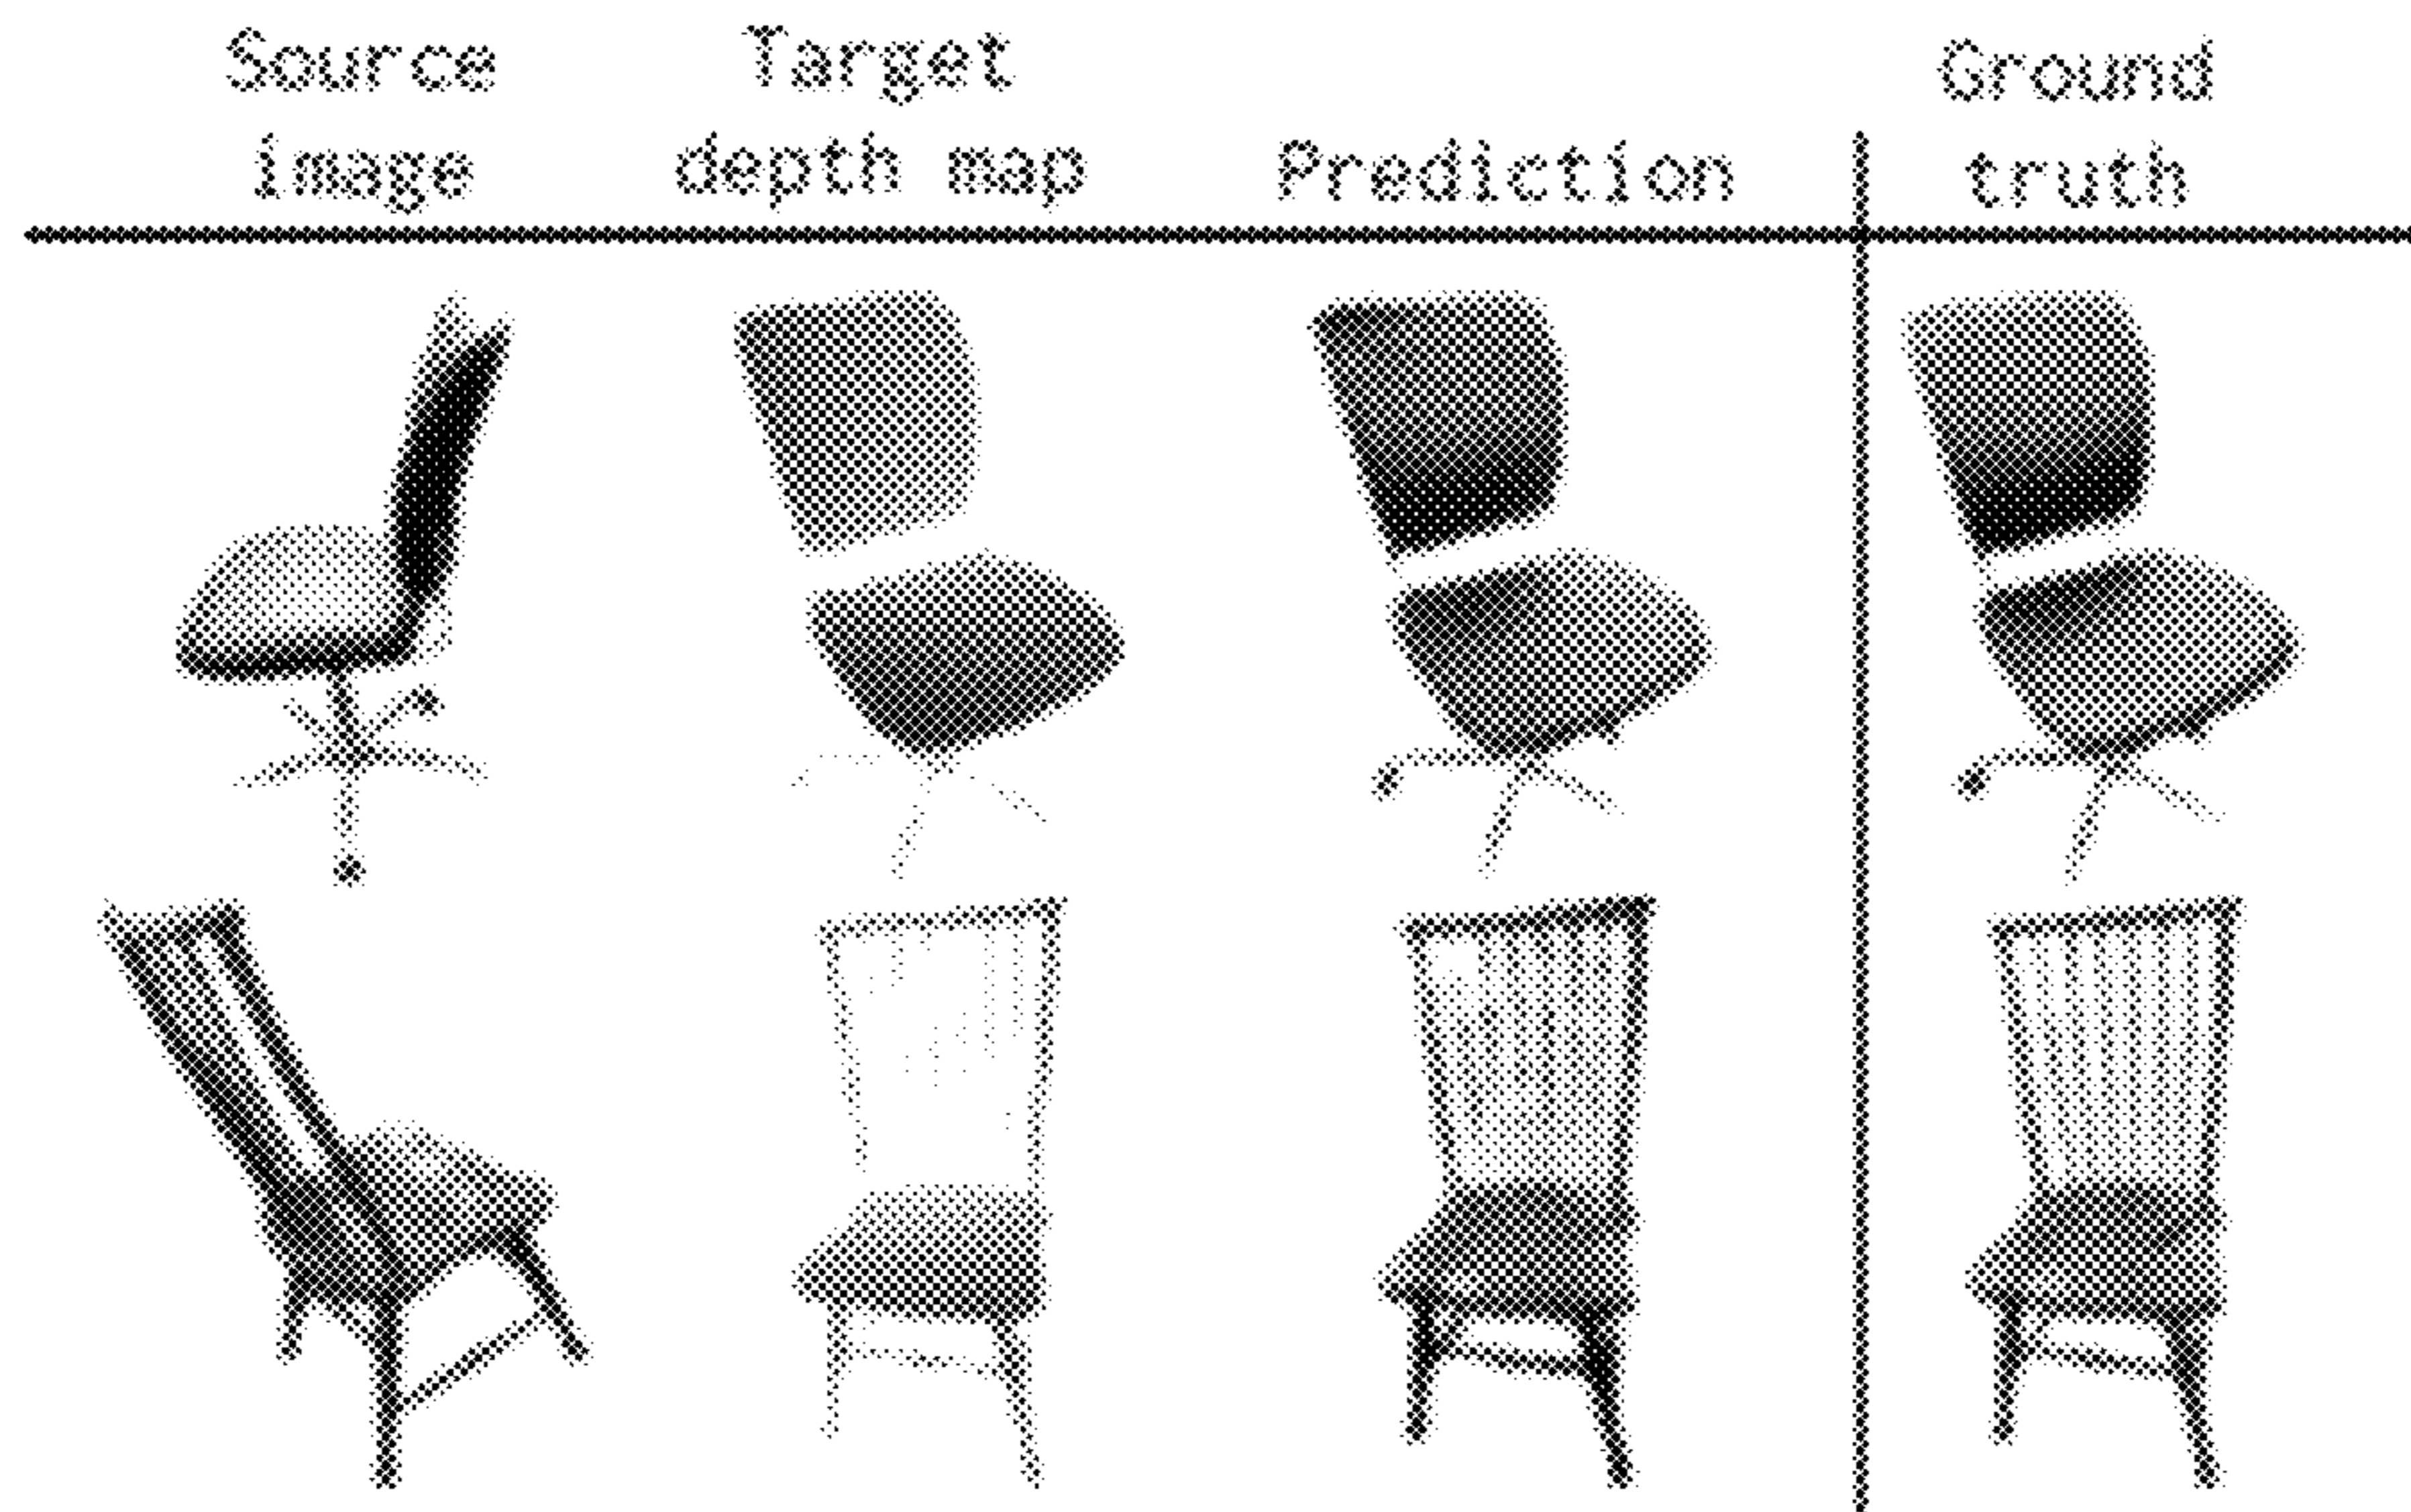 Source
image
Target
depth map
Prediction
Ground
truth